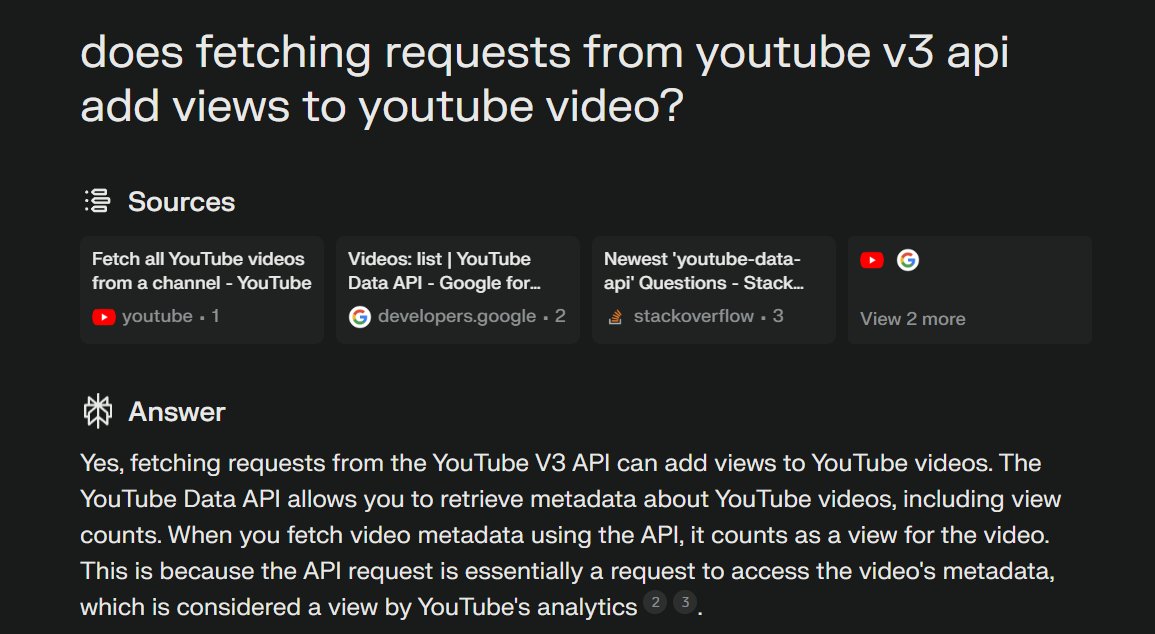 does fetching requests from youtube v3 api
add views to youtube video?
Sources
Fetch all YouTube videos
from a channel - YouTube
youtube · 1
Videos: list | YouTube
Data API - Google for...
developers.google · 2
Newest 'youtube-data-
api' Questions - Stack...
stackoverflow · 3
View 2 more
Answer
Yes, fetching requests from the YouTube V3 API can add views to YouTube videos. The
YouTube Data API allows you to retrieve metadata about YouTube videos, including view
counts. When you fetch video metadata using the API, it counts as a view for the video.
This is because the API request is essentially a request to access the video's metadata,
which is considered a view by YouTube's analytics 2 3 .